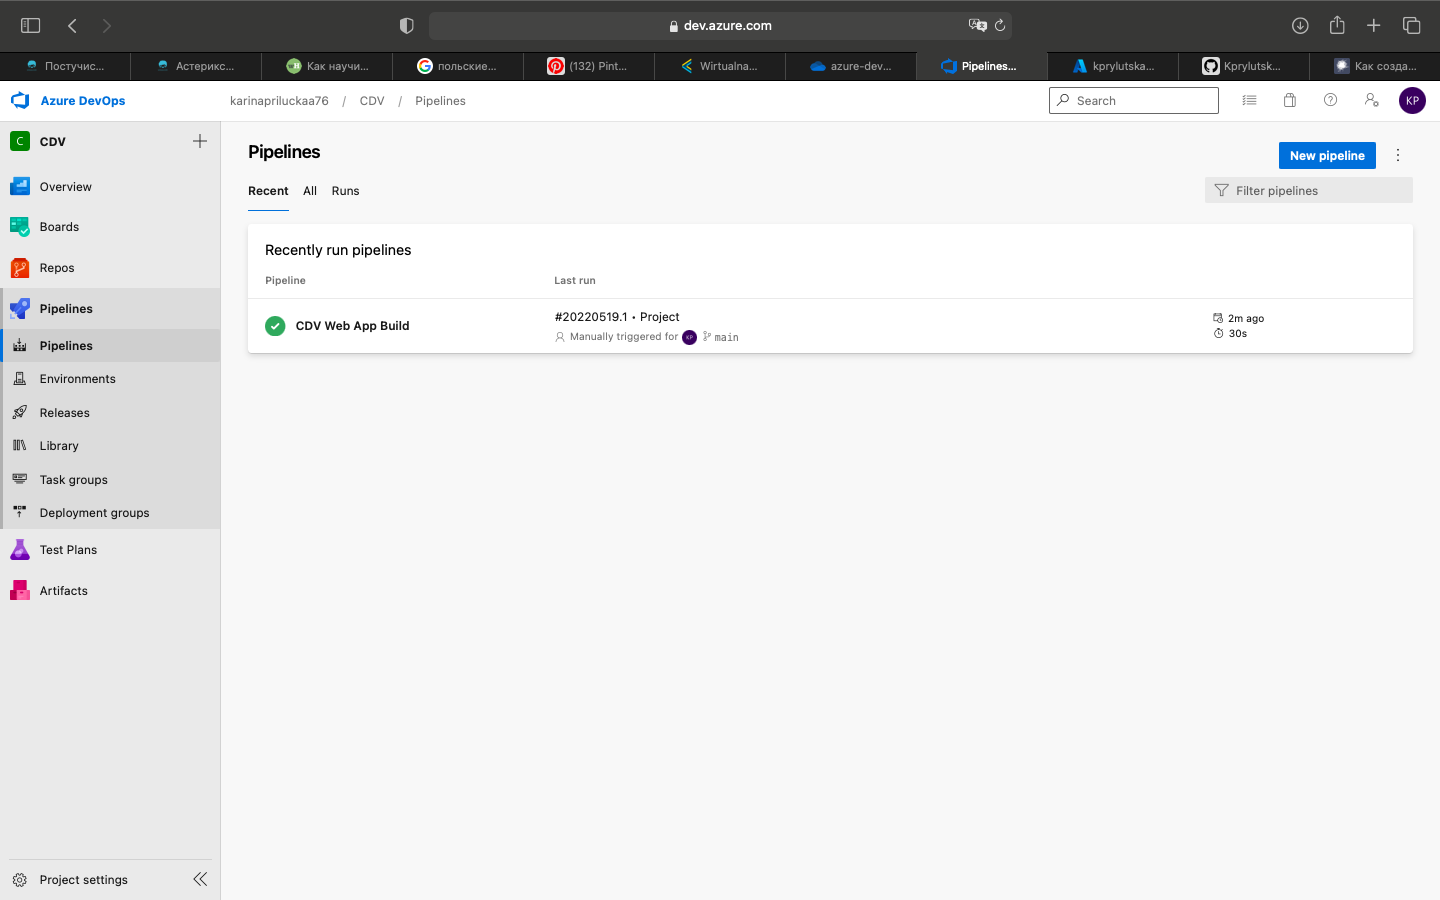 dev.azure.com
Постучис...
Астерикс...
Как научи...
польские...
(132) Pint...
Wirtualna...
azure-dev...
Pipelines...
kprylutska...
Kprylutsk...
Как созда...
Azure DevOps
karinapriluckaa76 / CDV / Pipelines
Search
KP
C CDV
Overview
Boards
Repos
Pipelines
Pipelines
Environments
Releases
Library
Task groups
Deployment groups
Test Plans
Artifacts
Project settings
Pipelines
New pipeline
Recent All Runs
Filter pipelines
Recently run pipelines
Pipeline Last run
CDV Web App Build
#20220519.1 • Project
Manually triggered for KP main
2m ago
30s